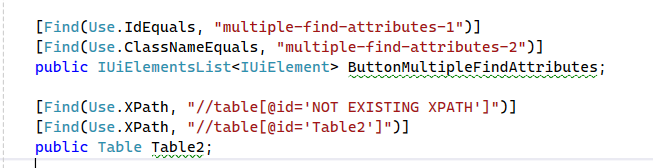 [Find(Use.IdEquals, "multiple-find-attributes-1")]
[Find(Use.ClassNameEquals, "multiple-find-attributes-2")]
public IUiElementsList<IUiElement> ButtonMultipleFindAttributes;
[Find(Use.XPath, "//table[@id='NOT EXISTING XPATH']")]
[Find(Use.XPath, "//table[@id='Table2']")]
public Table Table2;